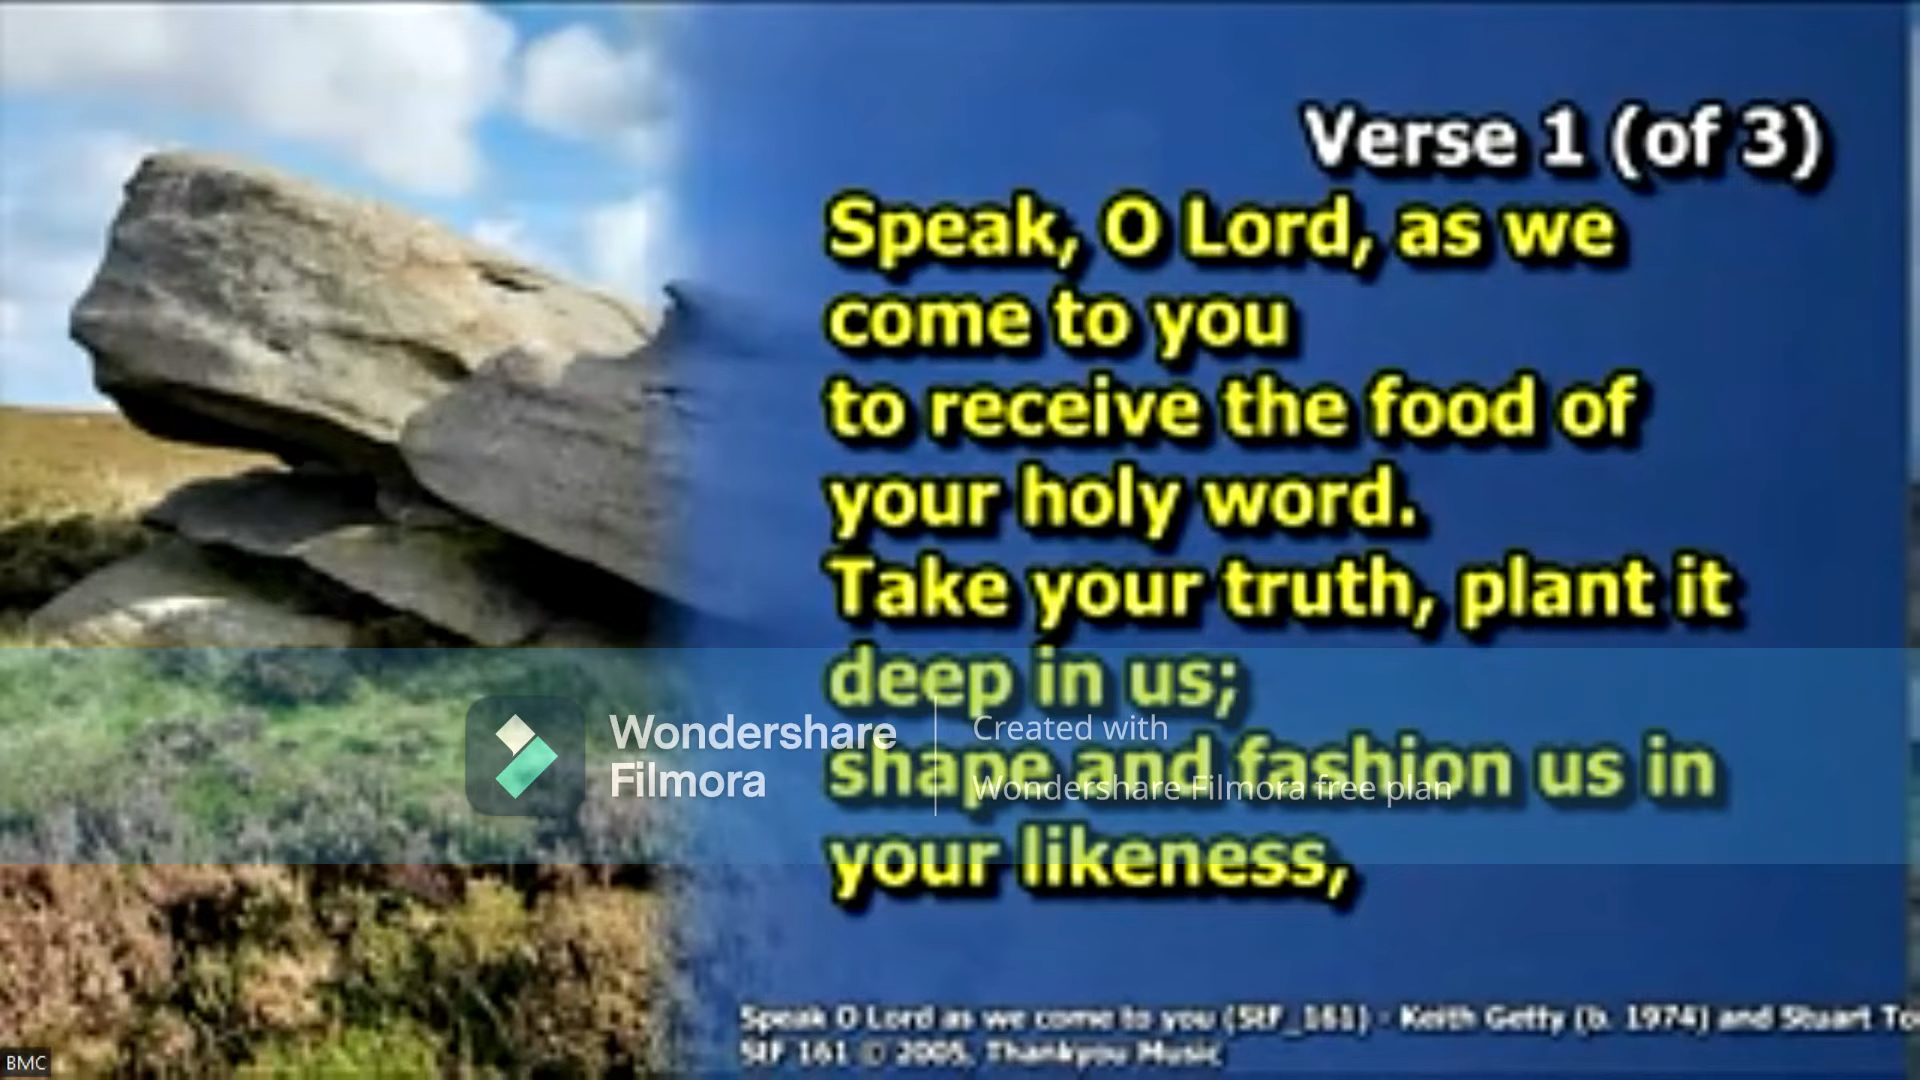 Verse 1 (of 3)
Speak, O Lord, as we
come to you
to receive the food of
your holy word.
Take your truth, plant it
deep in us;
shape and fashion us in
your likeness,
Wondershare
Filmora
Created with
Wondershare Filmora free plan
Speak O Lord as we come to you (StF_161) - Keith Getty (b. 1974) and Stuart
StF 161 © 2005, Thankyou Music
BMC